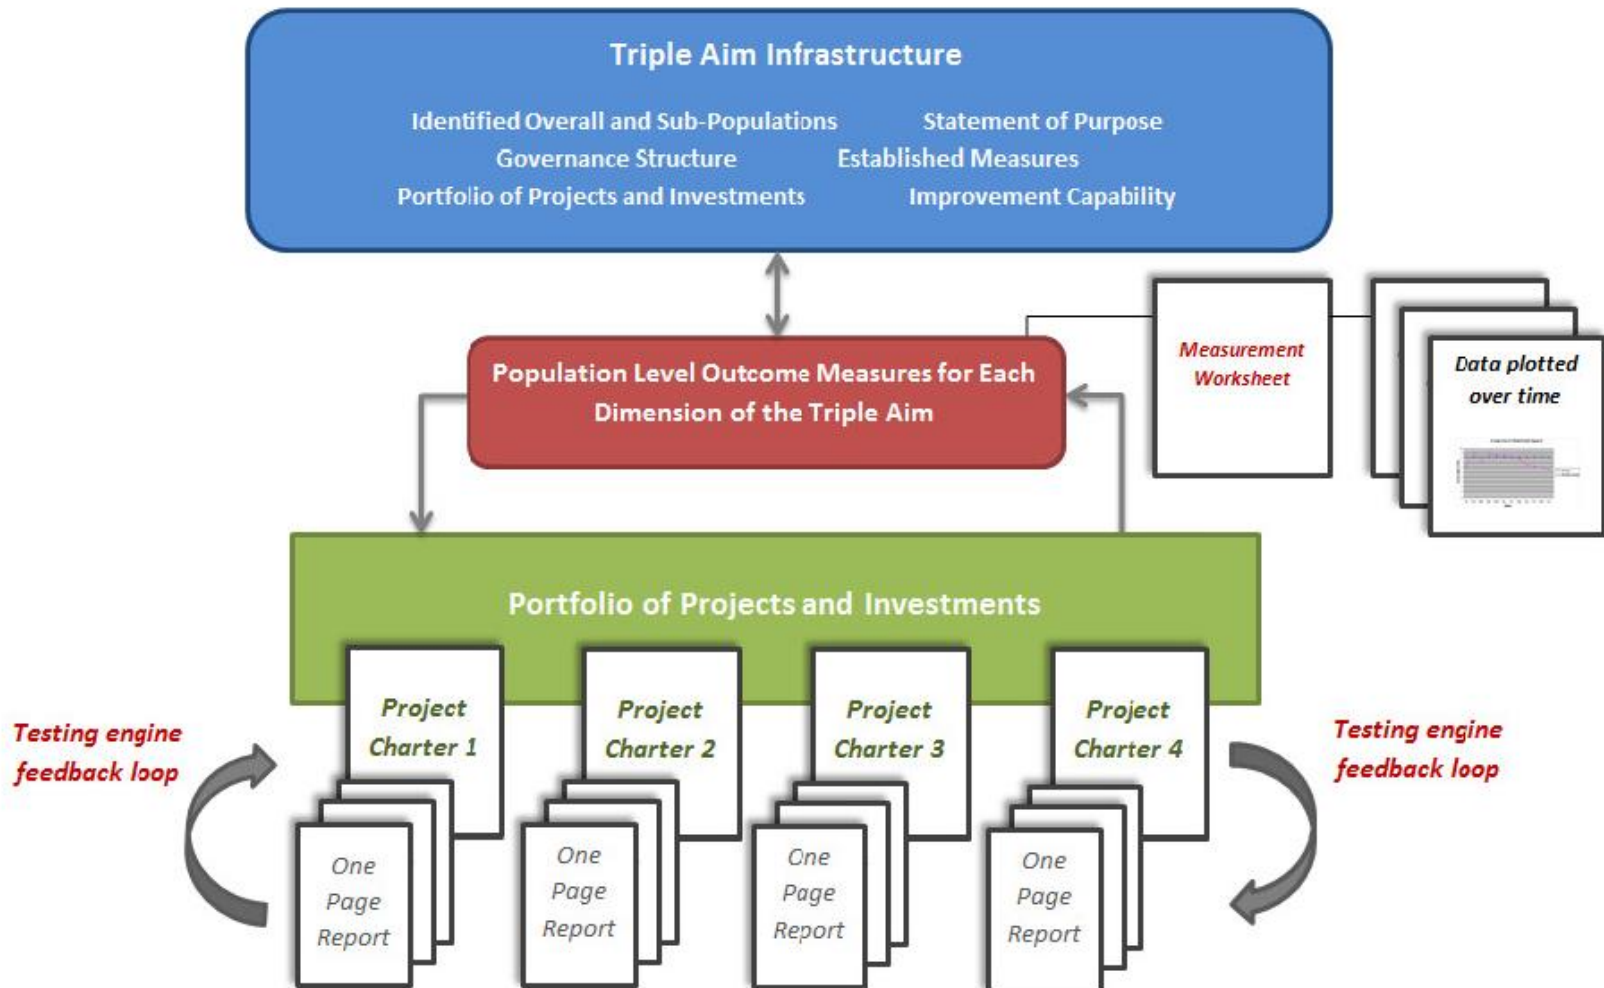 Triple Aim Infrastructure
Identified Overall and Sub-Populations
Statement of Purpose
Governance Structure
Established Measures
Portfolio of Projects and Investments
Improvement Capability
Population Level Outcome Measures for Each
Dimension of the Triple Aim
Measurement
Worksheet
Data plotted
over time
Portfolio of Projects and Investments
Project
Charter 1
Project
Charter 2
Project
Charter 3
Project
Charter 4
Testing engine
feedback loop
Testing engine
feedback loop
One
Page
Report
One
Page
Report
One
Page
Report
One
Page
Report